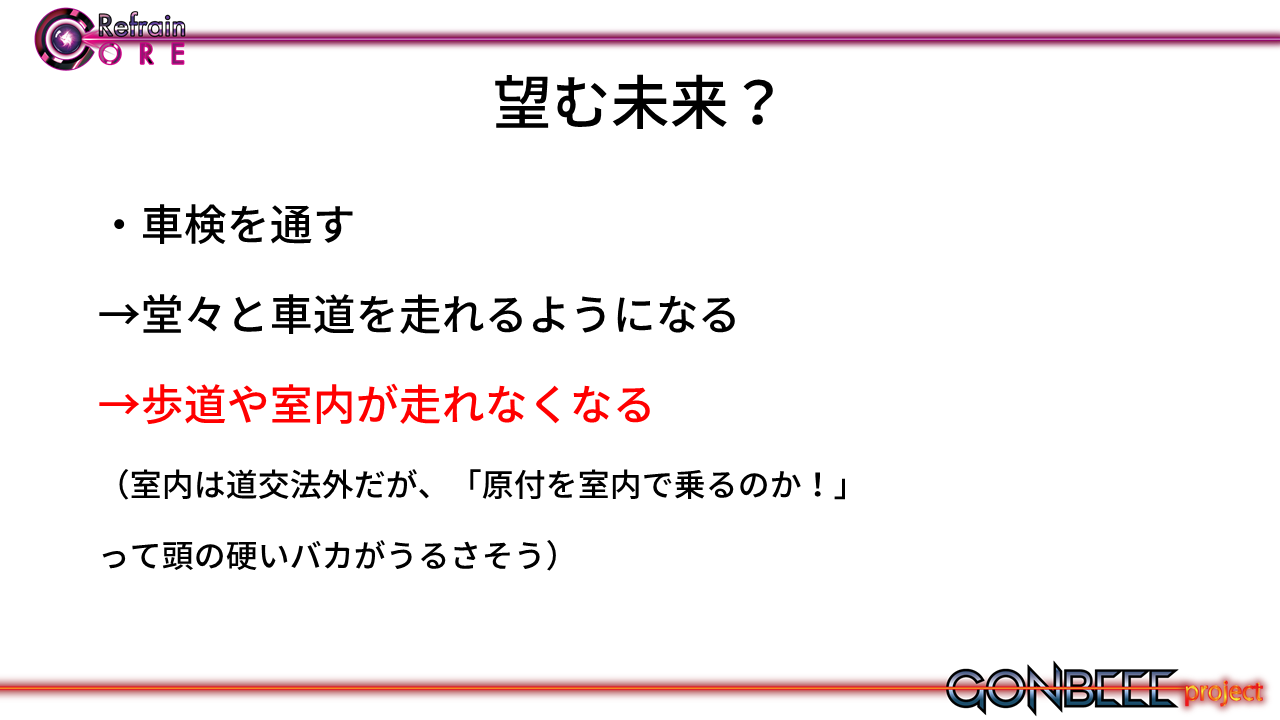 Refrain
CORE
望む未来？
・車検を通す
→堂々と車道を走れるようになる
→歩道や室内が走れなくなる
（室内は道交法外だが、「原付を室内で乗るのか！」
って頭の硬いバカがうるさそう）
GONBEEE project